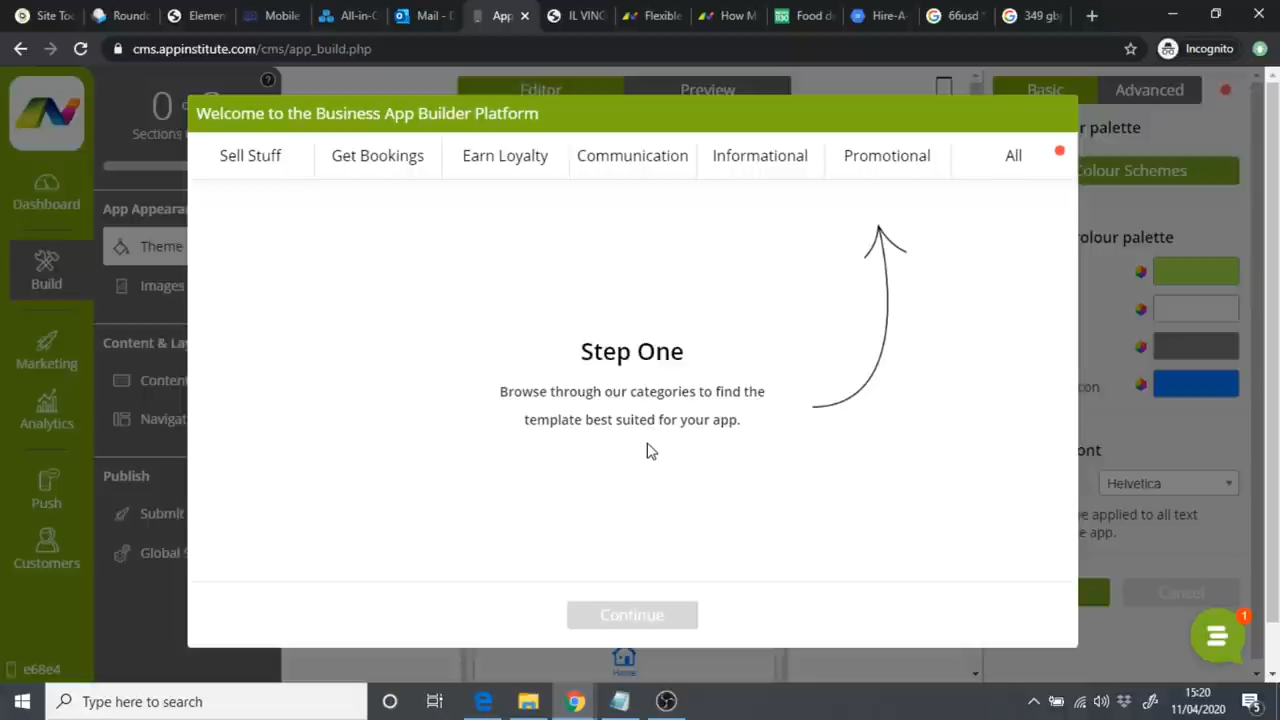 Site To
Round
Elemen
Mobile
All-in-C
Mail - D
App
IL VINC
Flexible
How M
Food d
Hire-A-
66usd
349 gb
cms.appinstitute.com/cms/app_build.php
Incognito
Editor
Preview
Basic
Advanced
Welcome to the Business App Builder Platform
Sell Stuff
Get Bookings
Earn Loyalty
Communication
Informational
Promotional
All
Step One
Browse through our categories to find the
template best suited for your app.
Continue
0
Sections
Dashboard
Build
Marketing
Analytics
Push
Customers
e68e4
App Appeara
Theme
Images
Content & La
Conten
Navigat
Publish
Submit
Global S
r palette
Colour Schemes
olour palette
con
ont
Helvetica
e applied to all text
e app.
Cancel
1
Home
Type here to search
15:20
11/04/2020
5